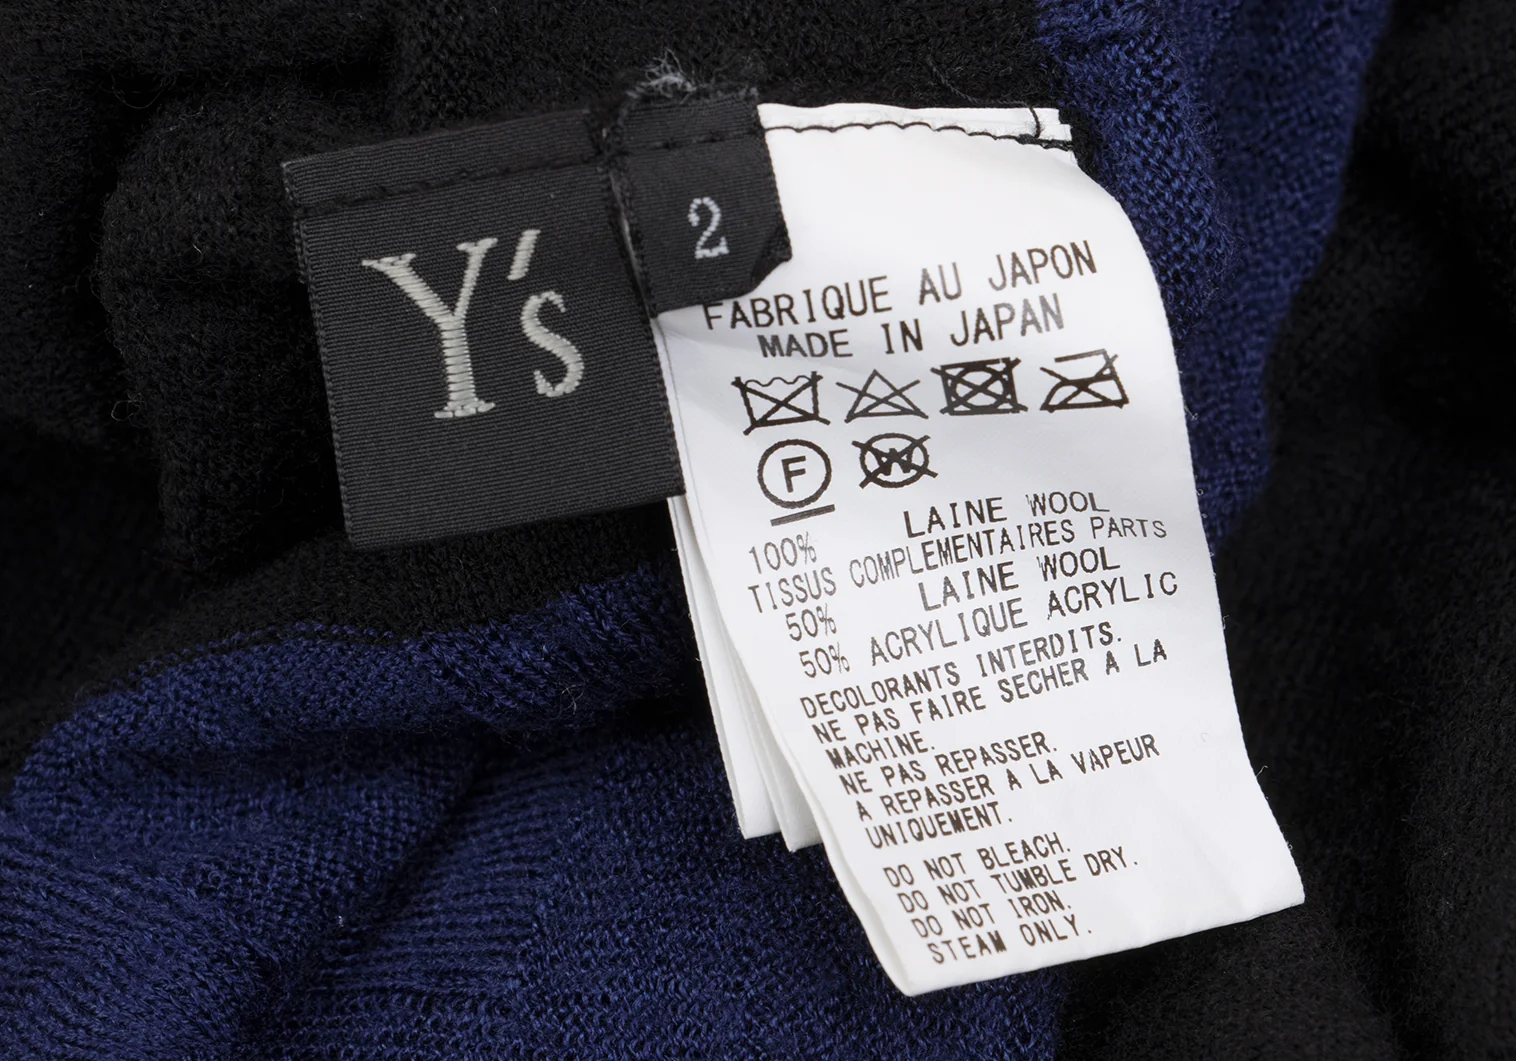 Y's
2
FABRIQUE AU JAPON
MADE IN JAPAN
F
W
LAINE WOOL
100%
TISSUS COMPLEMENTAIRES PARTS
LAINE WOOL
50%
50% ACRYLIQUE ACRYLIC
DECOLORANTS INTERDITS.
NE PAS FAIRE SECHER A LA
MACHINE.
NE PAS REPASSER.
A REPASSER A LA VAPEUR
UNIQUEMENT.
DO NOT BLEACH.
DO NOT TUMBLE DRY.
DO NOT IRON.
STEAM ONLY.